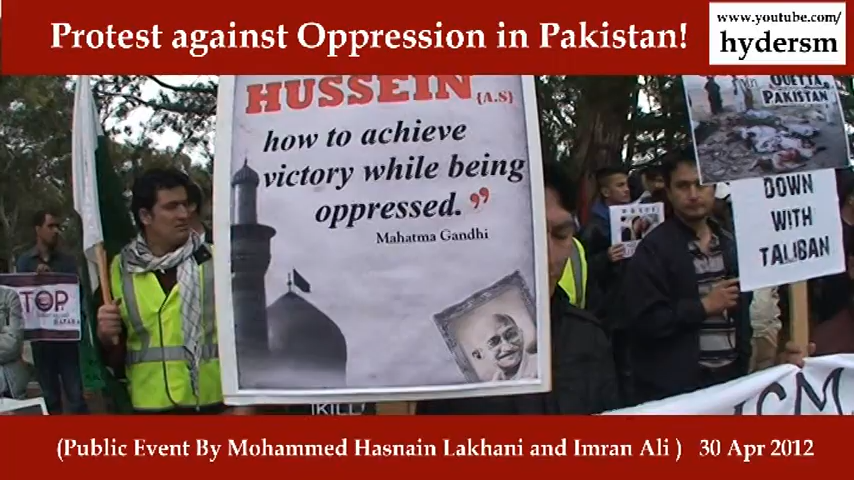 Protest against Oppression in Pakistan!
www.youtube.com/
hydersm
HUSSEIN {A.S}
how to achieve
victory while being
oppressed.”
Mahatma Gandhi
QUETTA,
PAKISTAN
DOWN
WITH
TALIBAN
TOP
KILL
(Public Event By Mohammed Hasnain Lakhani and Imran Ali ) 30 Apr 2012